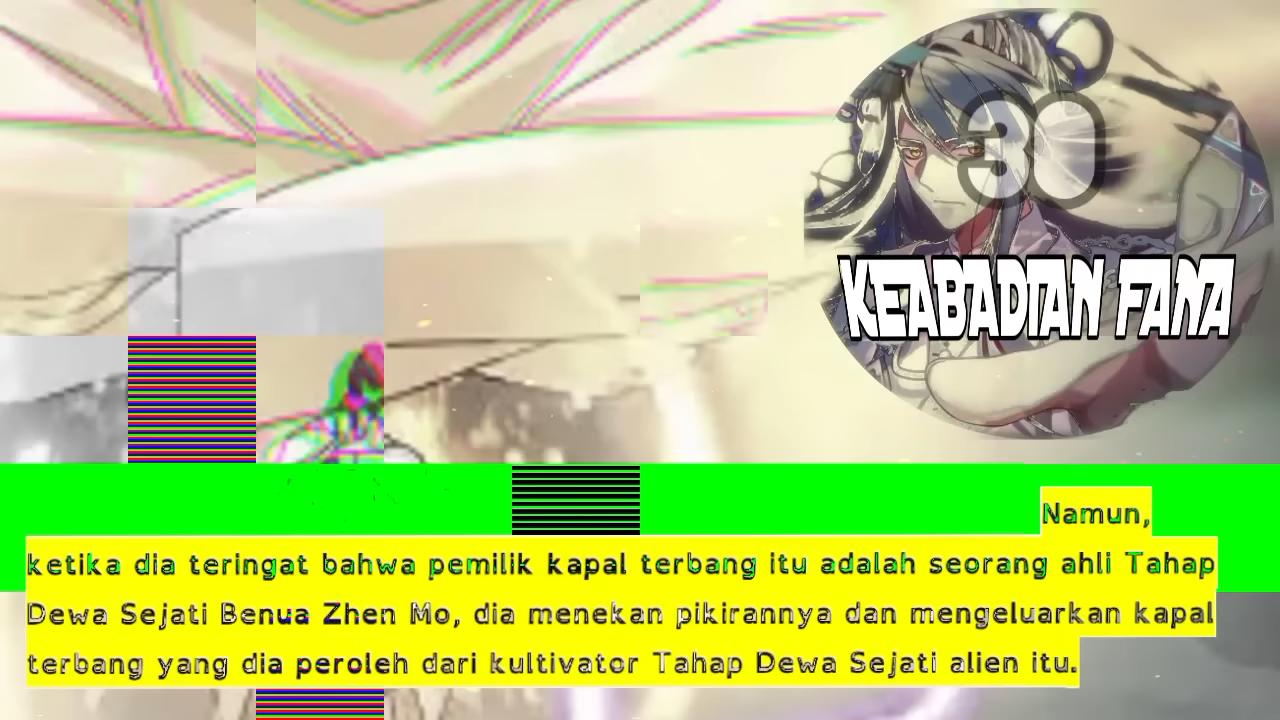 30
KEABADIAN FANA
Namun,
ketika dia teringat bahwa pemilik kapal terbang itu adalah seorang ahli Tahap
Dewa Sejati Benua Zhen Mo, dia menekan pikirannya dan mengeluarkan kapal
terbang yang dia peroleh dari kultivator Tahap Dewa Sejati alien itu.